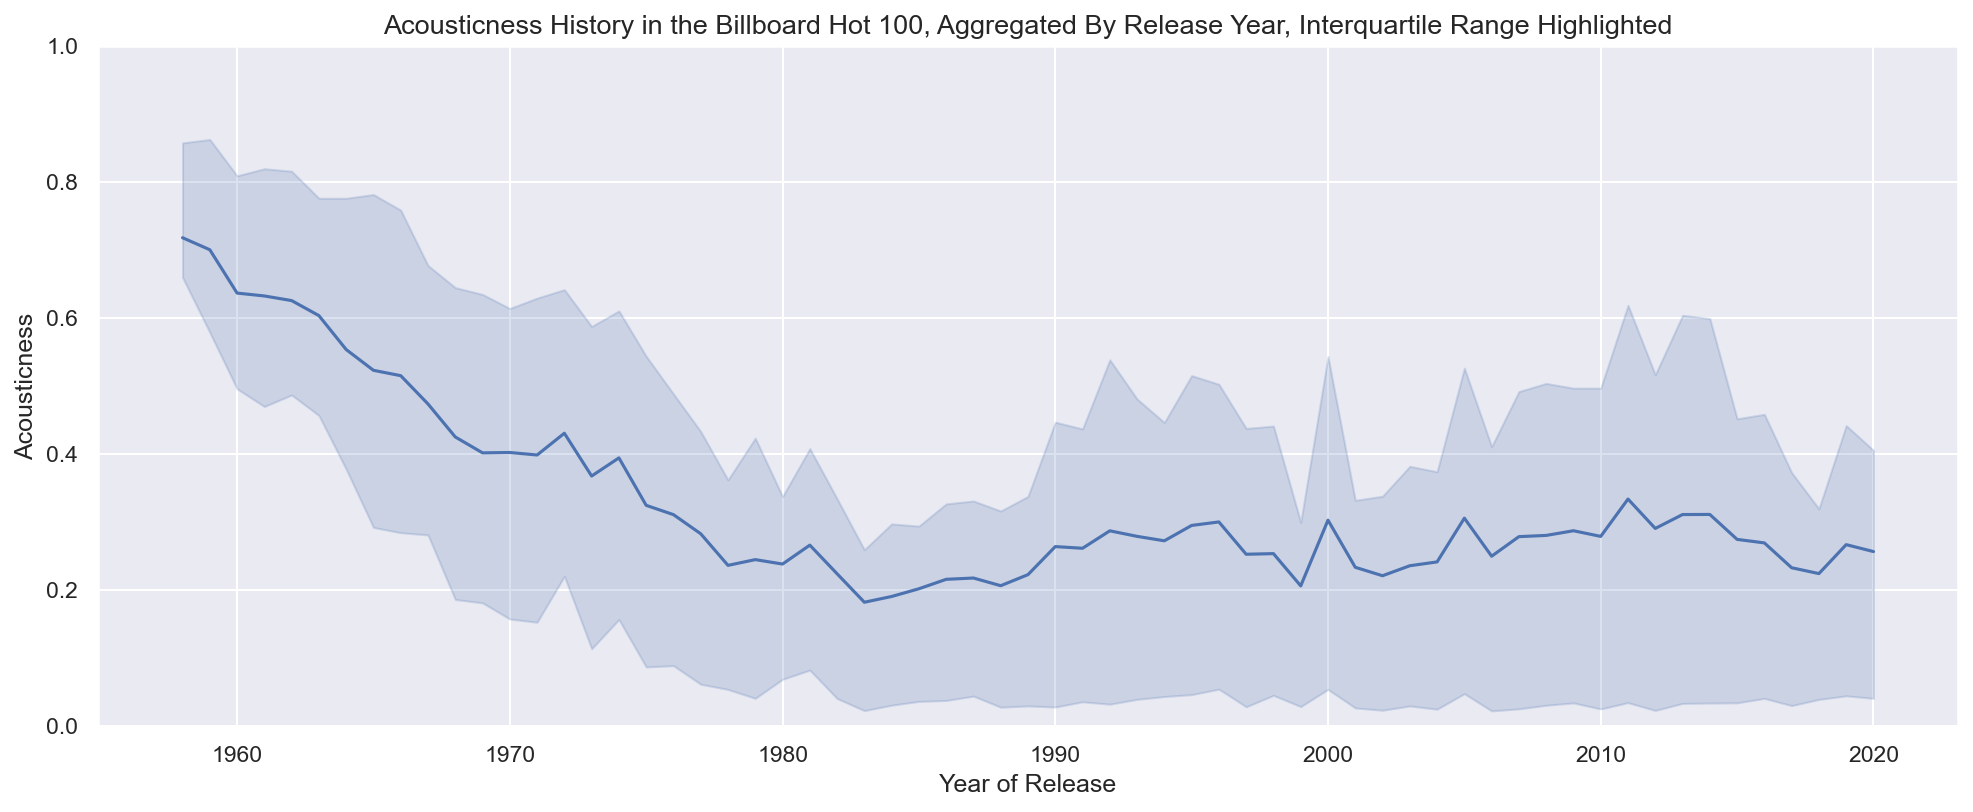 Acousticness History in the Billboard Hot 100, Aggregated By Release Year, Interquartile Range Highlighted
1.0
0.8
0.6
0.4
0.2
0.0
Acousticness
1960 1970 1980 1990 2000 2010 2020
Year of Release